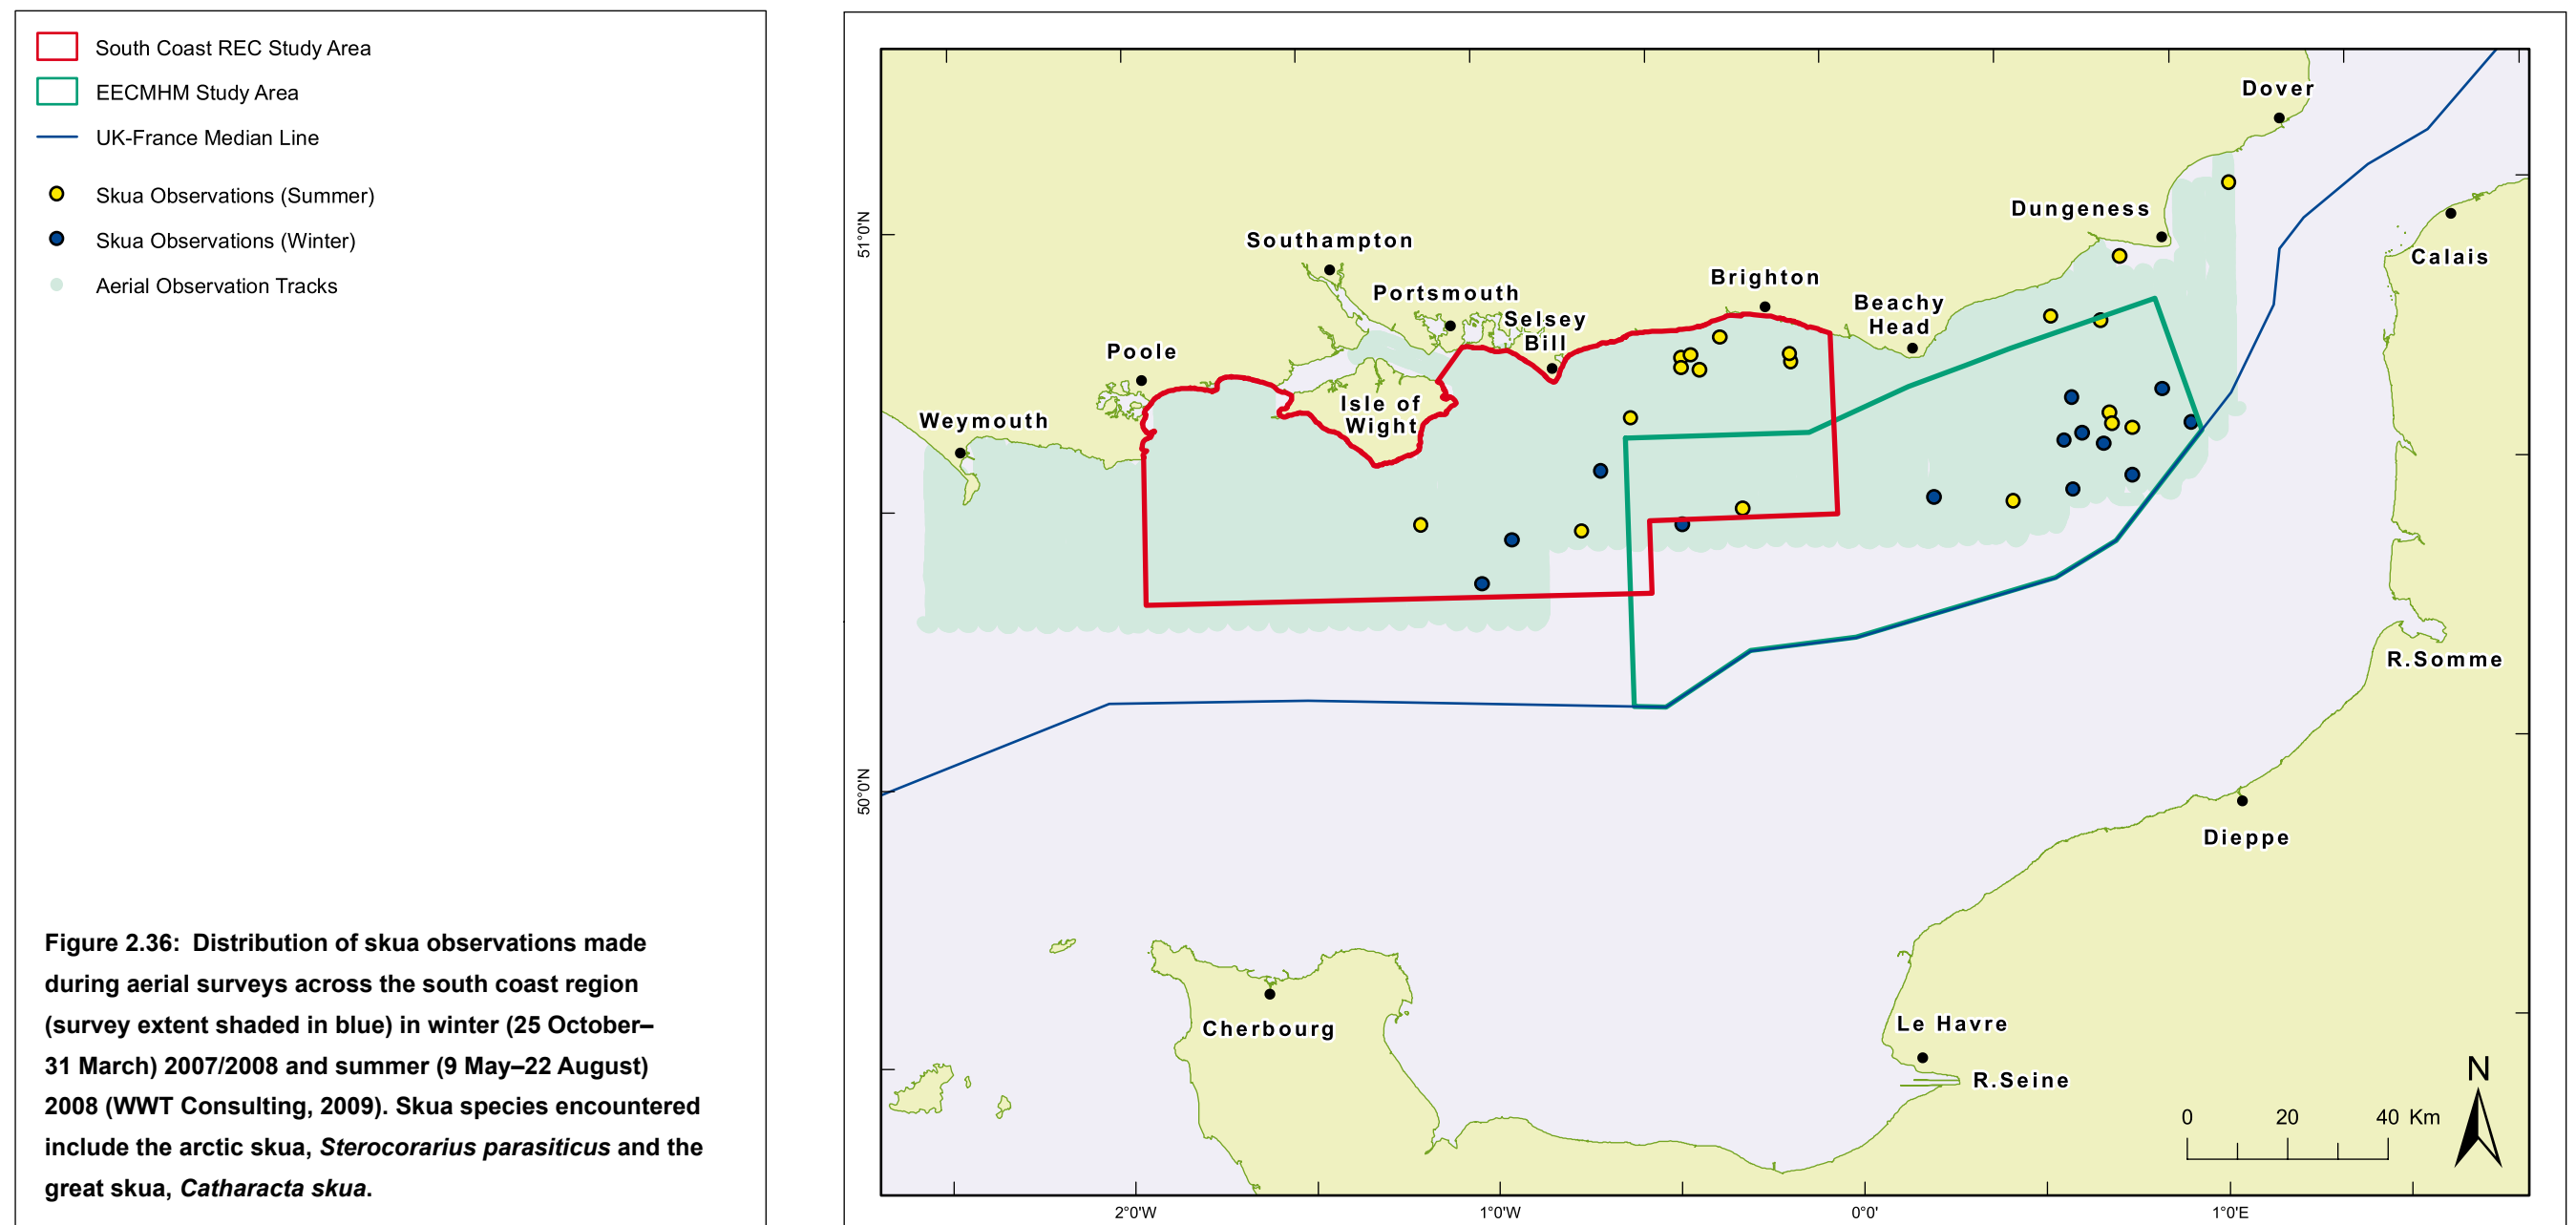 South Coast REC Study Area
EECMHM Study Area
UK-France Median Line
Skua Observations (Summer)
Skua Observations (Winter)
Aerial Observation Tracks
Figure 2.36:  Distribution of skua observations made
during aerial surveys across the south coast region
(survey extent shaded in blue) in winter (25 October–
31 March) 2007/2008 and summer (9 May–22 August)
2008 (WWT Consulting, 2009). Skua species encountered
include the arctic skua, Sterocorarius parasiticus and the
great skua, Catharacta skua.
Dover
Dungeness
Calais
Southampton
Brighton
Portsmouth
Beachy
Head
Selsey
Bill
Poole
Isle of
Wight
Weymouth
R.Somme
Dieppe
Cherbourg
Le Havre
R.Seine
N
0 20 40 Km
51°0'N
50°0'N
2°0'W 1°0'W 0°0' 1°0'E